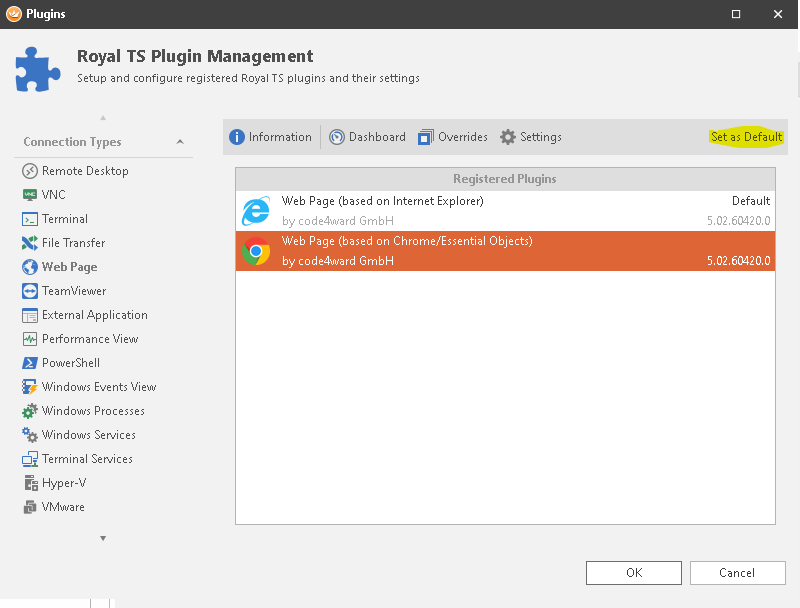 Plugins
Royal TS Plugin Management
Setup and configure registered Royal TS plugins and their settings
Connection Types
Remote Desktop
VNC
Terminal
File Transfer
Web Page
TeamViewer
External Application
Performance View
PowerShell
Windows Events View
Windows Processes
Windows Services
Terminal Services
Hyper-V
VMware
Information Dashboard Overrides Settings Set as Default
Registered Plugins
Web Page (based on Internet Explorer) Default
by code4ward GmbH 5.02.60420.0
Web Page (based on Chrome/Essential Objects)
by code4ward GmbH 5.02.60420.0
OK Cancel